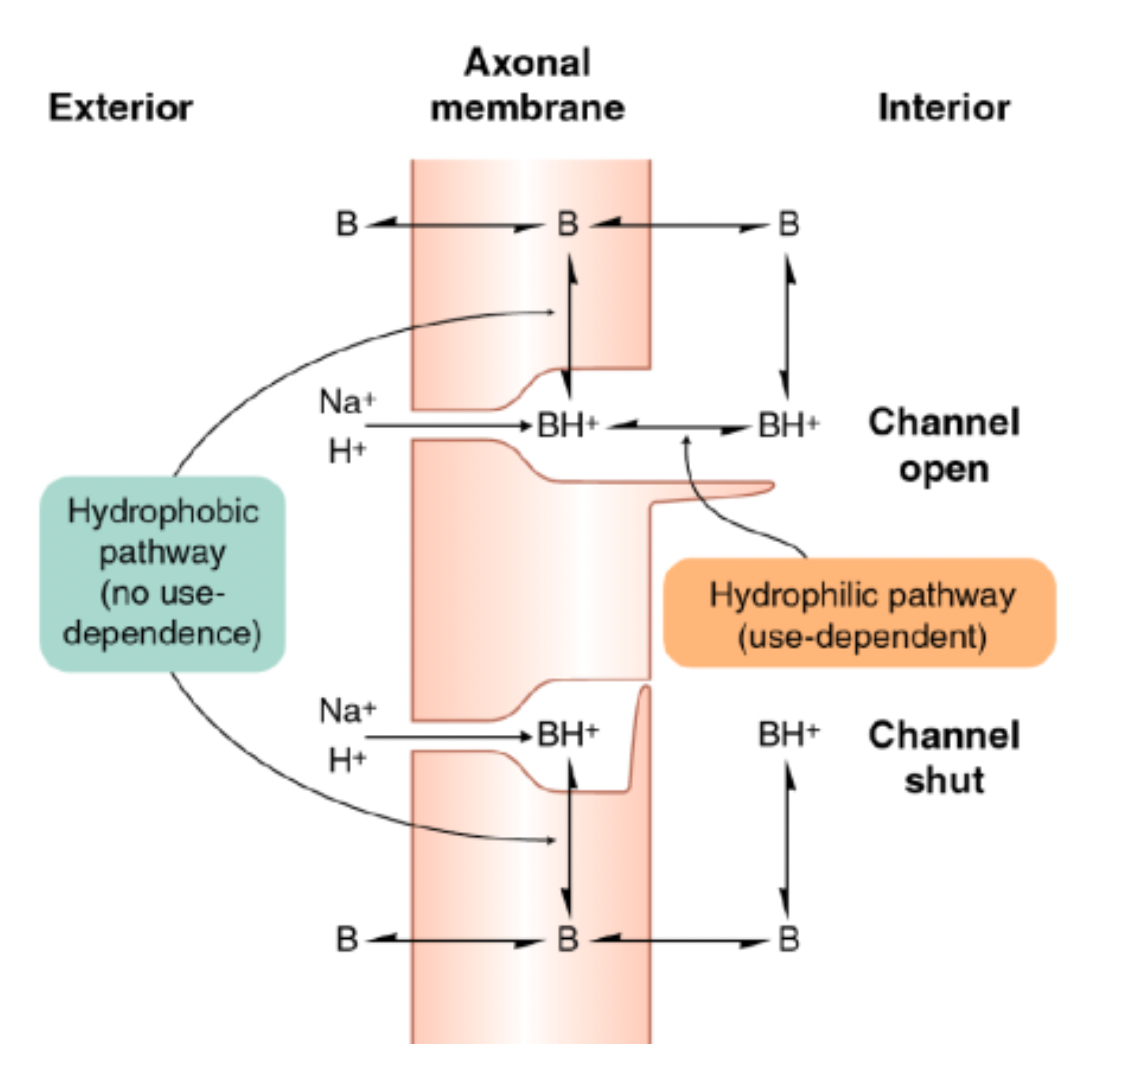 Exterior
Axonal
membrane
Interior
B
B
B
Na+
H+
BH+
BH+
Channel
open
Hydrophobic
pathway
(no use-
dependence)
Hydrophilic pathway
(use-dependent)
Na+
H+
BH+
BH+
Channel
shut
B
B
B